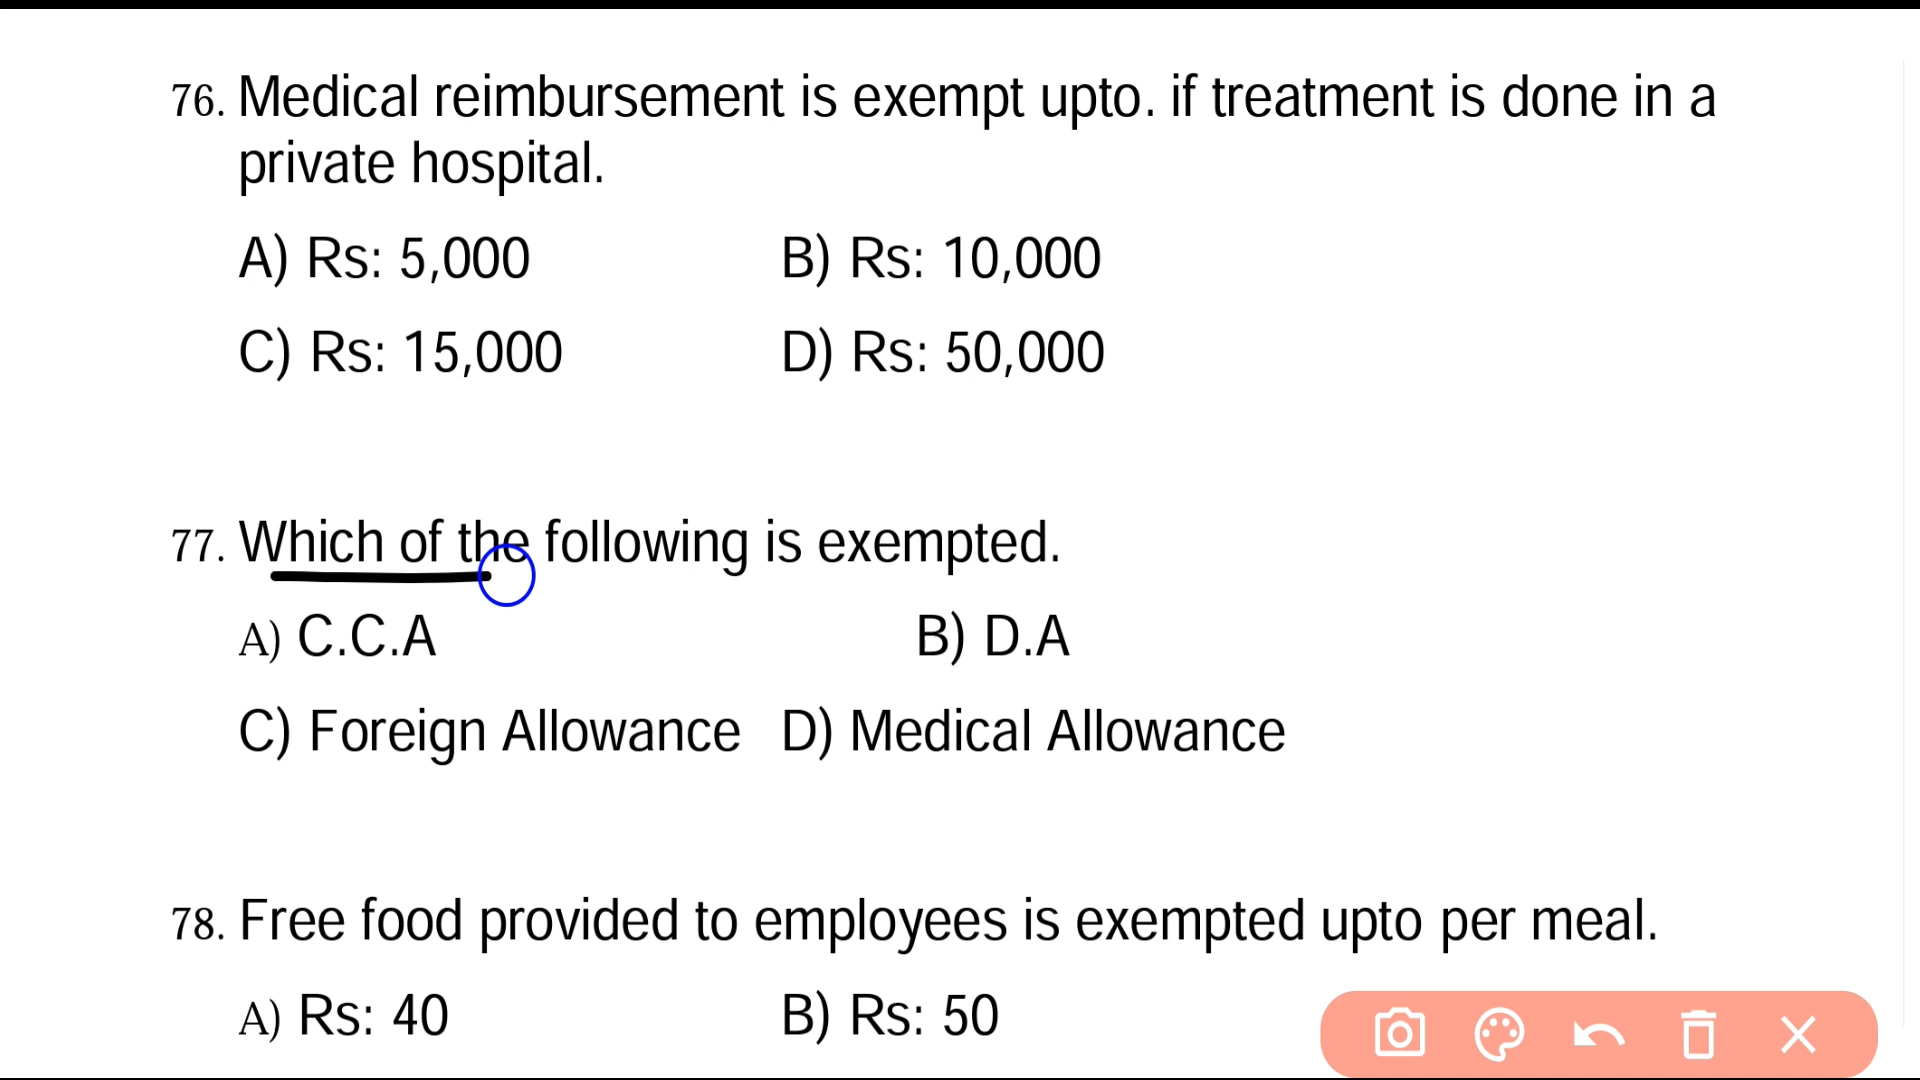 76. Medical reimbursement is exempt upto. if treatment is done in a
private hospital.
A) Rs: 5,000 B) Rs: 10,000
C) Rs: 15,000 D) Rs: 50,000
77. Which of the following is exempted.
A) C.C.A B) D.A
C) Foreign Allowance D) Medical Allowance
78. Free food provided to employees is exempted upto per meal.
A) Rs: 40 B) Rs: 50